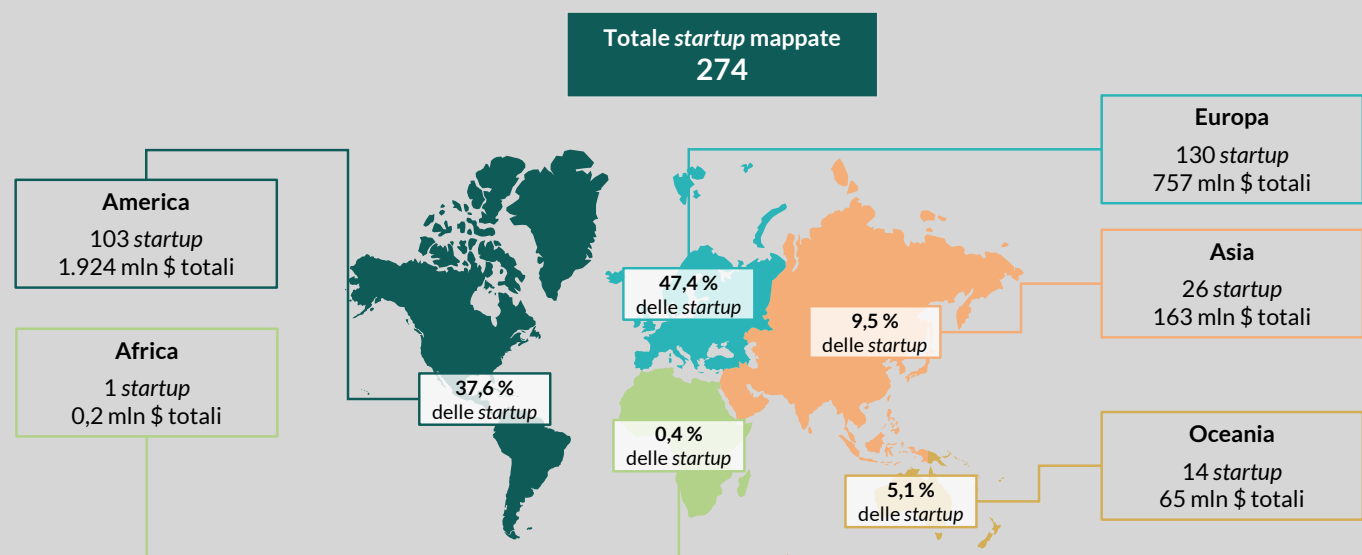 Totale startup mappate
274
Europa
130 startup
757 mln $ totali
America
103 startup
1.924 mln $ totali
Asia
26 startup
163 mln $ totali
Africa
1 startup
0,2 mln $ totali
Oceania
14 startup
65 mln $ totali
47,4 %
delle startup
9,5 %
delle startup
37,6 %
delle startup
0,4 %
delle startup
5,1 %
delle startup